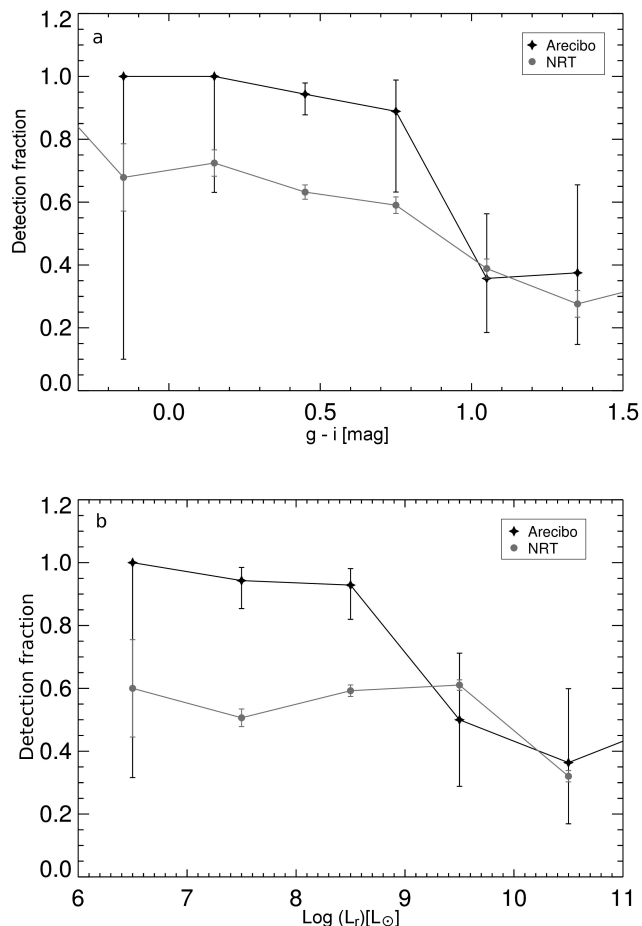 a
Arecibo
NRT
1.2
1.0
0.8
0.6
0.4
0.2
0.0
Detection fraction
0.0 0.5 1.0 1.5
g - i [mag]
b
Arecibo
NRT
1.2
1.0
0.8
0.6
0.4
0.2
0.0
Detection fraction
6 7 8 9 10 11
Log (Lr)[L☉]